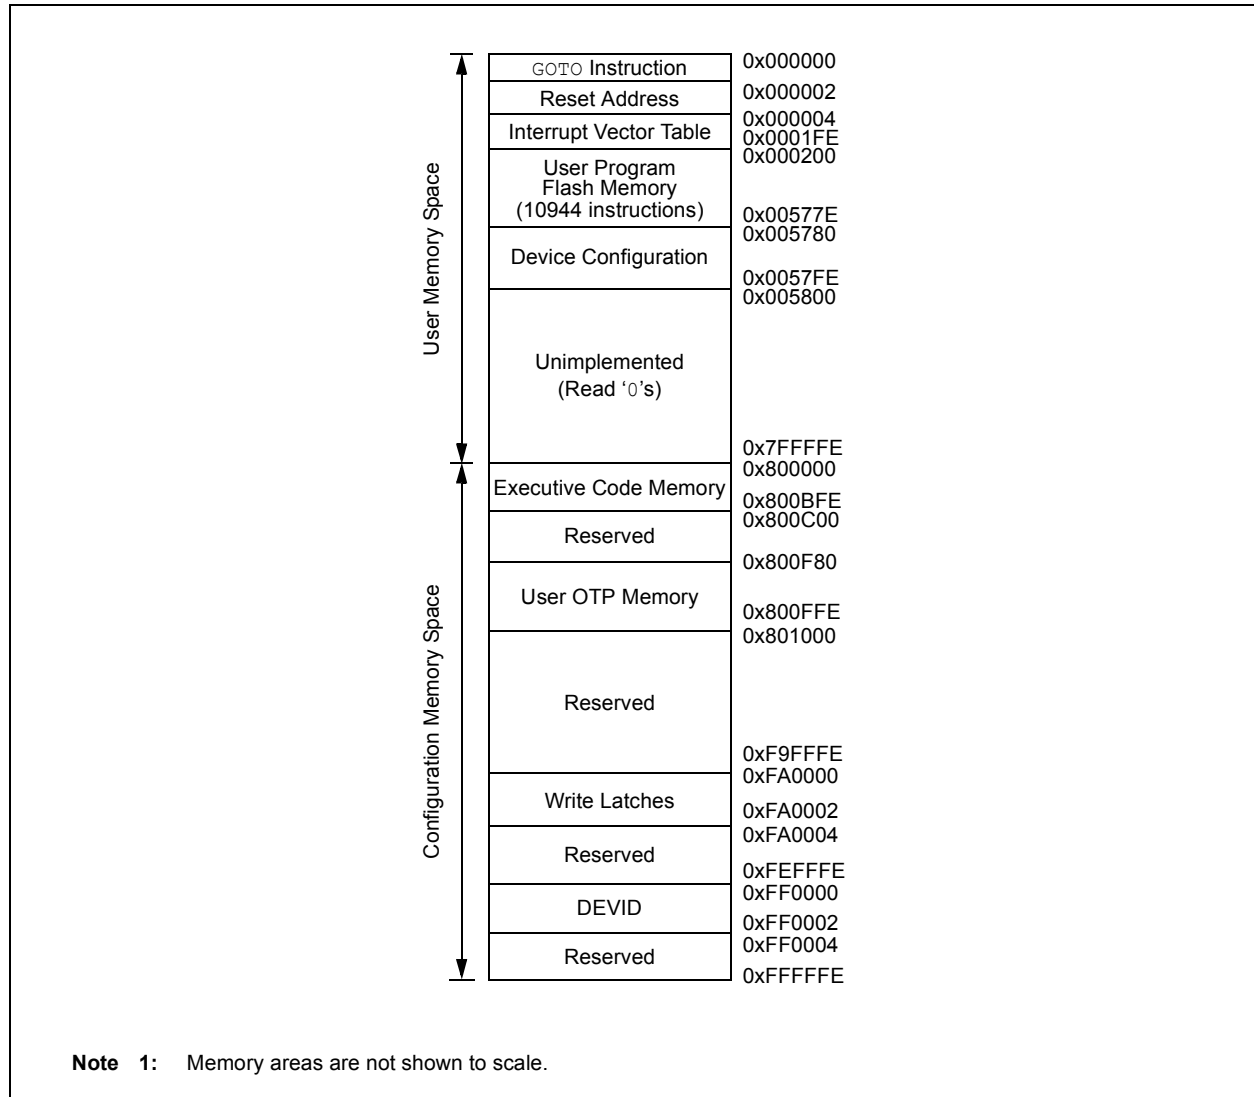 GOTO Instruction
0x000000
Reset Address
0x000002
0x000004
Interrupt Vector Table
0x0001FE
0x000200
User Program
Flash Memory
(10944 instructions)
0x00577E
0x005780
Device Configuration
0x0057FE
0x005800
User Memory Space
Unimplemented
(Read ‘0’s)
0x7FFFFE
0x800000
Executive Code Memory
0x800BFE
0x800C00
Reserved
0x800F80
User OTP Memory
0x800FFE
0x801000
Configuration Memory Space
Reserved
0xF9FFFE
0xFA0000
Write Latches
0xFA0002
0xFA0004
Reserved
0xFEFFFE
0xFF0000
DEVID
0xFF0002
0xFF0004
Reserved
0xFFFFFE
Note 1: Memory areas are not shown to scale.